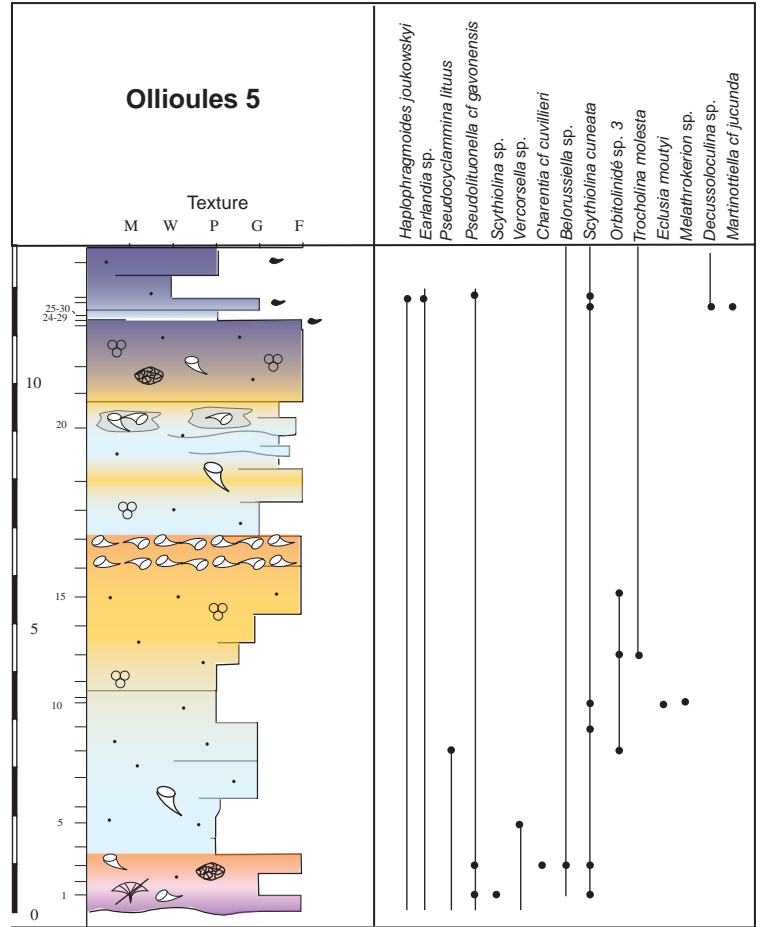 Ollioules 5
Texture
M W P G F
Haplophragmoides joukowskyi
Earlandia sp.
Pseudocyclammina lituus
Pseudolituonella cf gavonensis
Scythiolina sp.
Vercorsella sp.
Charentia cf cuvillieri
Belorussiella sp.
Scythiolina cuneata
Orbitolinidé sp. 3
Trocholina molesta
Eclusia moutyi
Melathrokerion sp.
Decussoloculina sp.
Martinottiella cf jucunda
25-30
24-29
10
20
15
5
10
5
1
0